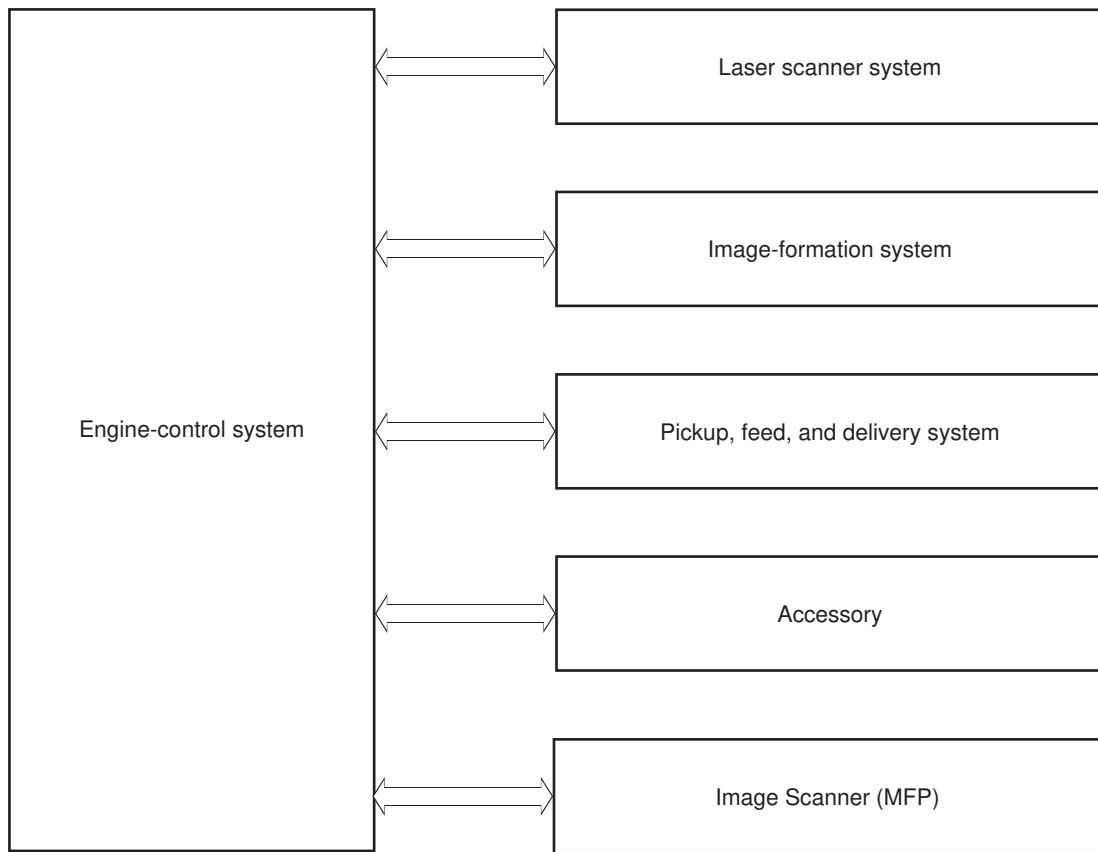 Laser scanner system
Image-formation system
Engine-control system
Pickup, feed, and delivery system
Accessory
Image Scanner (MFP)